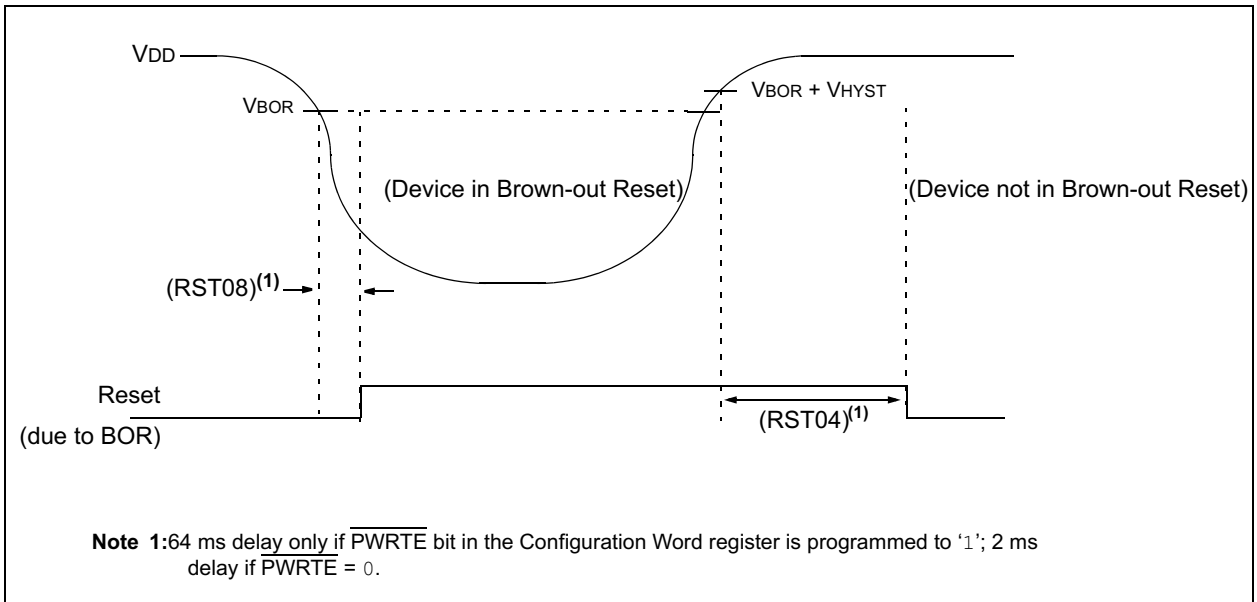 VDD
VBOR
VBOR + VHYST
(Device in Brown-out Reset)
(Device not in Brown-out Reset)
(RST08)(1)
Reset
(due to BOR)
(RST04)(1)
Note 1:64 ms delay only if PWRTE bit in the Configuration Word register is programmed to ‘1’; 2 ms
delay if PWRTE = 0.